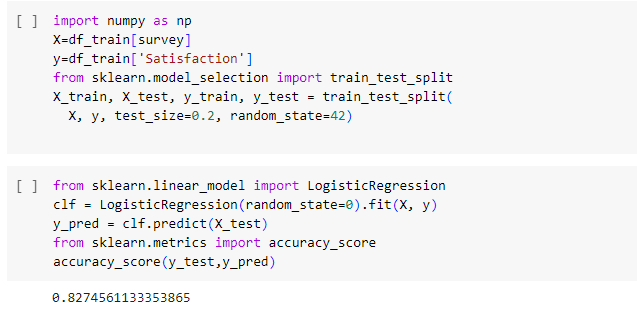 [ ] import numpy as np
X=df_train[survey]
y=df_train['Satisfaction']
from sklearn.model_selection import train_test_split
X_train, X_test, y_train, y_test = train_test_split(
X, y, test_size=0.2, random_state=42)
[ ] from sklearn.linear_model import LogisticRegression
clf = LogisticRegression(random_state=0).fit(X, y)
y_pred = clf.predict(X_test)
from sklearn.metrics import accuracy_score
accuracy_score(y_test,y_pred)
0.8274561133353865